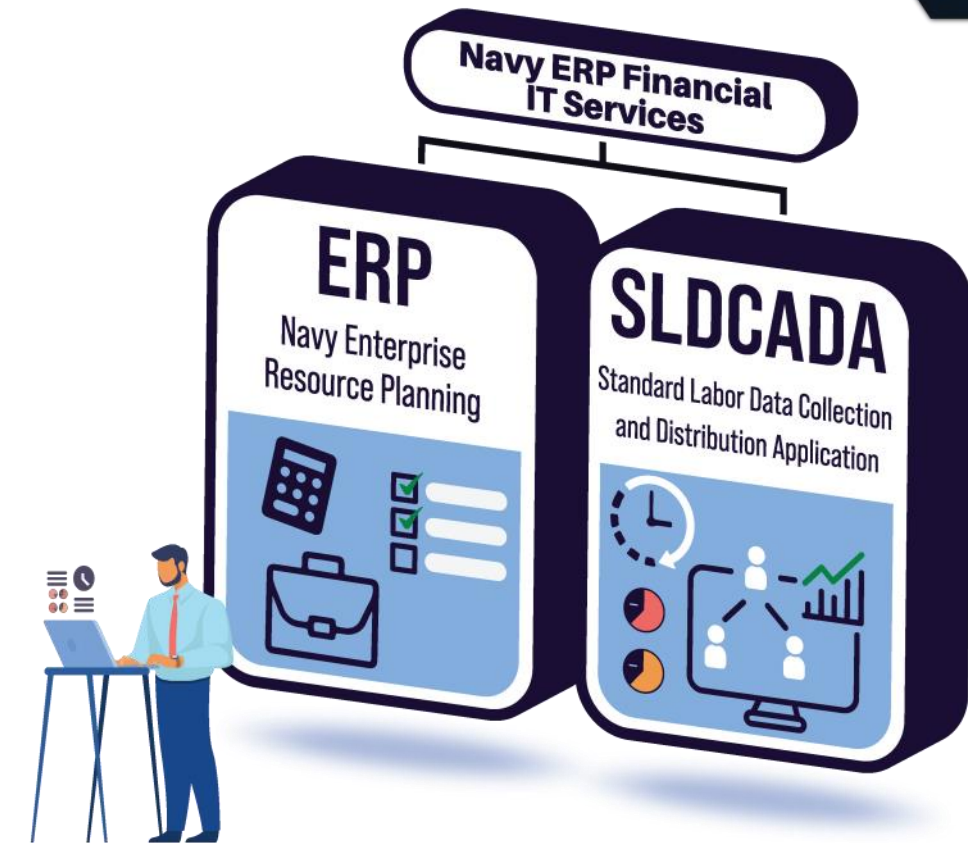 Navy ERP Financial
IT Services
ERP
Navy Enterprise
Resource Planning
SLDCADA
Standard Labor Data Collection
and Distribution Application